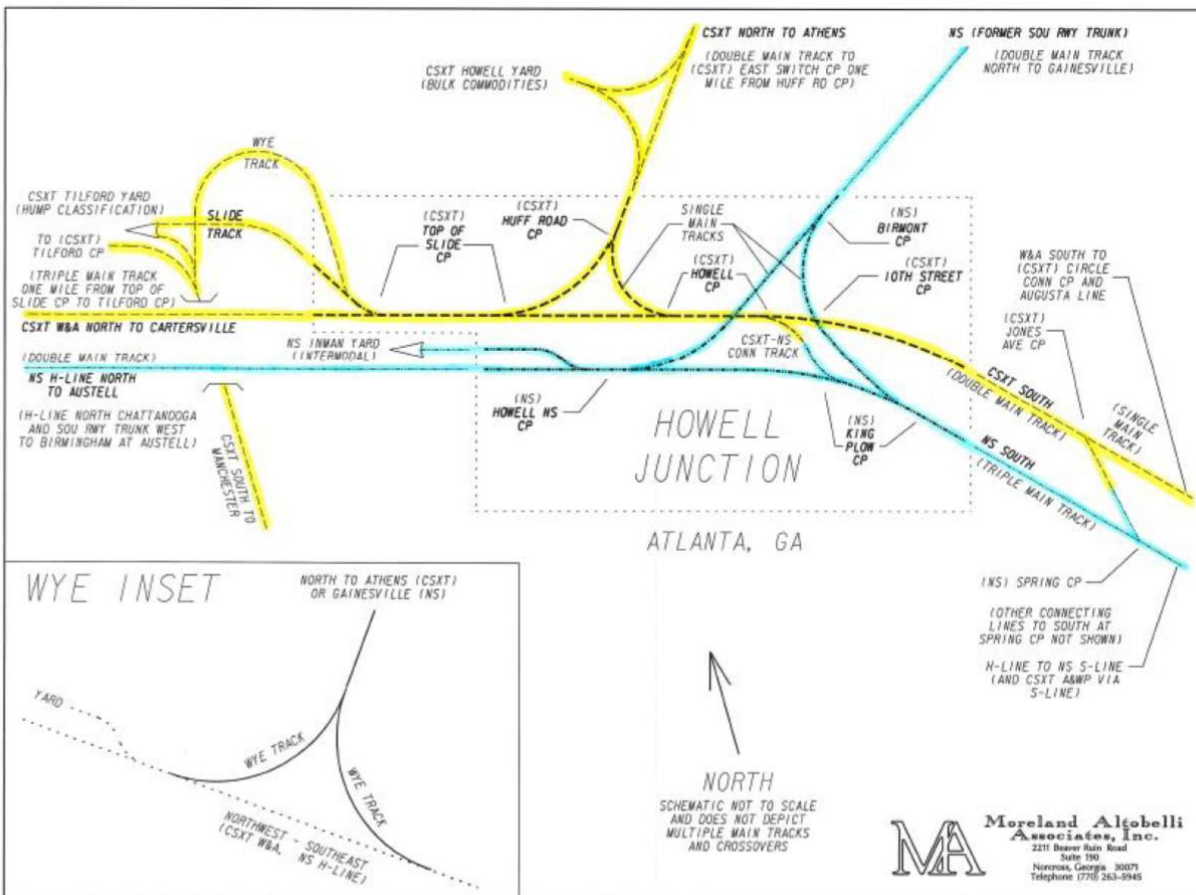 CSXT NORTH TO ATHENS
(DOUBLE MAIN TRACK TO
(CSXT) EAST SWITCH CP ONE
MILE FROM HUFF RD CP)
NS (FORMER SOU RWY TRUNK)
(DOUBLE MAIN TRACK
NORTH TO GAINESVILLE)
CSXT HOWELL YARD
(BULK COMMODITIES)
WYE
TRACK
CSXT TILFORD YARD
(HUMP CLASSIFICATION)
SLIDE
TRACK
TO (CSXT)
TILFORD CP
(TRIPLE MAIN TRACK
ONE MILE FROM TOP OF
SLIDE CP TO TILFORD CP)
(CSXT)
TOP OF
SLIDE
CP
(CSXT)
HUFF ROAD
CP
SINGLE
MAIN
TRACKS
(CSXT)
HOWELL
CP
(NS)
BIRMONT
CP
(CSXT)
10TH STREET
CP
W&A SOUTH TO
(CSXT) CIRCLE
CONN CP AND
AUGUSTA LINE
(CSXT)
JONES
AVE CP
CSXT W&A NORTH TO CARTERSVILLE
NS INMAN YARD
(INTERMODAL)
CSXT-NS
CONN TRACK
(DOUBLE MAIN TRACK)
NS H-LINE NORTH
TO AUSTELL
(H-LINE NORTH CHATTANOOGA
AND SOU RWY TRUNK WEST
TO BIRMINGHAM AT AUSTELL)
CSXT SOUTH TO
MANCHESTER
(NS)
HOWELL NS
CP
(NS)
KING
PLOW
CP
CSXT SOUTH
(DOUBLE MAIN TRACK)
(SINGLE
MAIN
TRACK)
NS SOUTH
(TRIPLE MAIN TRACK)
HOWELL
JUNCTION
ATLANTA, GA
(NS) SPRING CP
(OTHER CONNECTING
LINES TO SOUTH AT
SPRING CP NOT SHOWN)
H-LINE TO NS S-LINE
(AND CSXT A&WP VIA
S-LINE)
WYE INSET
NORTH TO ATHENS (CSXT)
OR GAINESVILLE (NS)
YARD
WYE TRACK
WYE TRACK
NORTHWEST - SOUTHEAST
(CSXT W&A, NS H-LINE)
NORTH
SCHEMATIC NOT TO SCALE
AND DOES NOT DEPICT
MULTIPLE MAIN TRACKS
AND CROSSOVERS
MA
Moreland Altobelli
Associates, Inc.
2211 Beaver Ruin Road
Suite 190
Norcross, Georgia 30071
Telephone (770) 263-5945